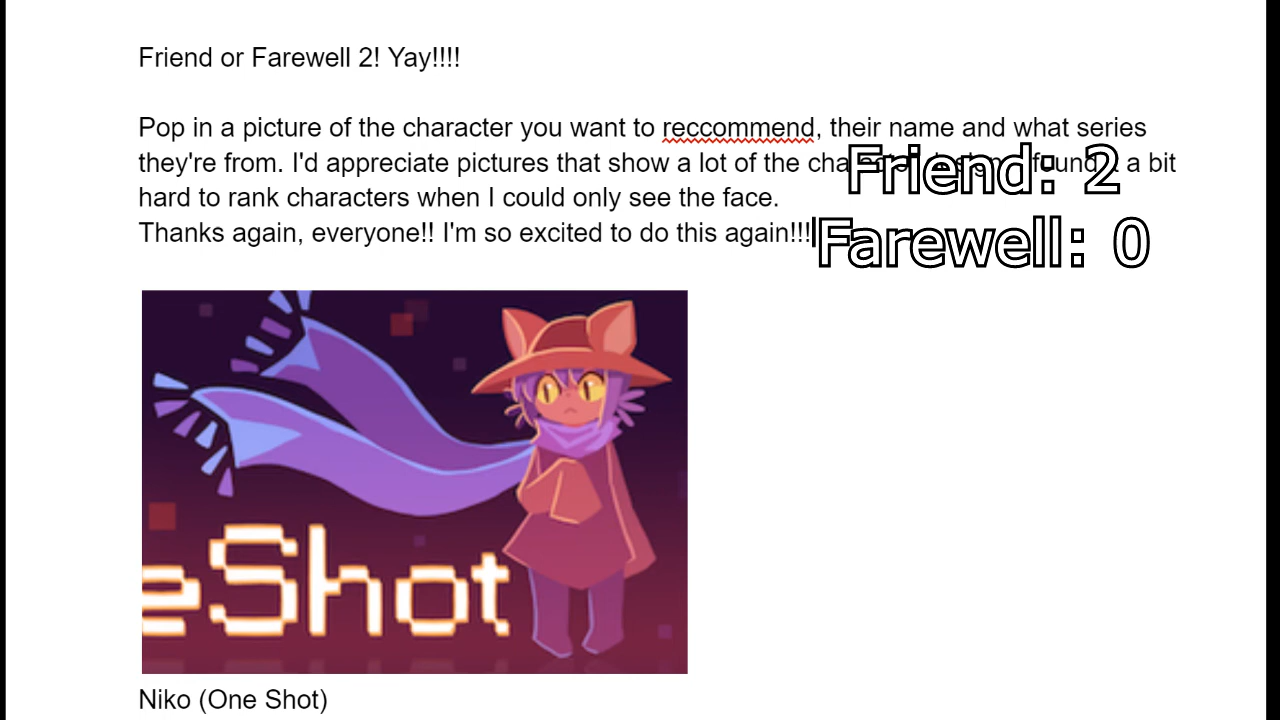 Friend or Farewell 2! Yay!!!!
Pop in a picture of the character you want to reccommend, their name and what series
they're from. I'd appreciate pictures that show a lot of the a bit
hard to rank characters when I could only see the face.
Thanks again, everyone!! I'm so excited to do this again!!!
Friend: 2
Farewell: 0
eShot
Niko (One Shot)